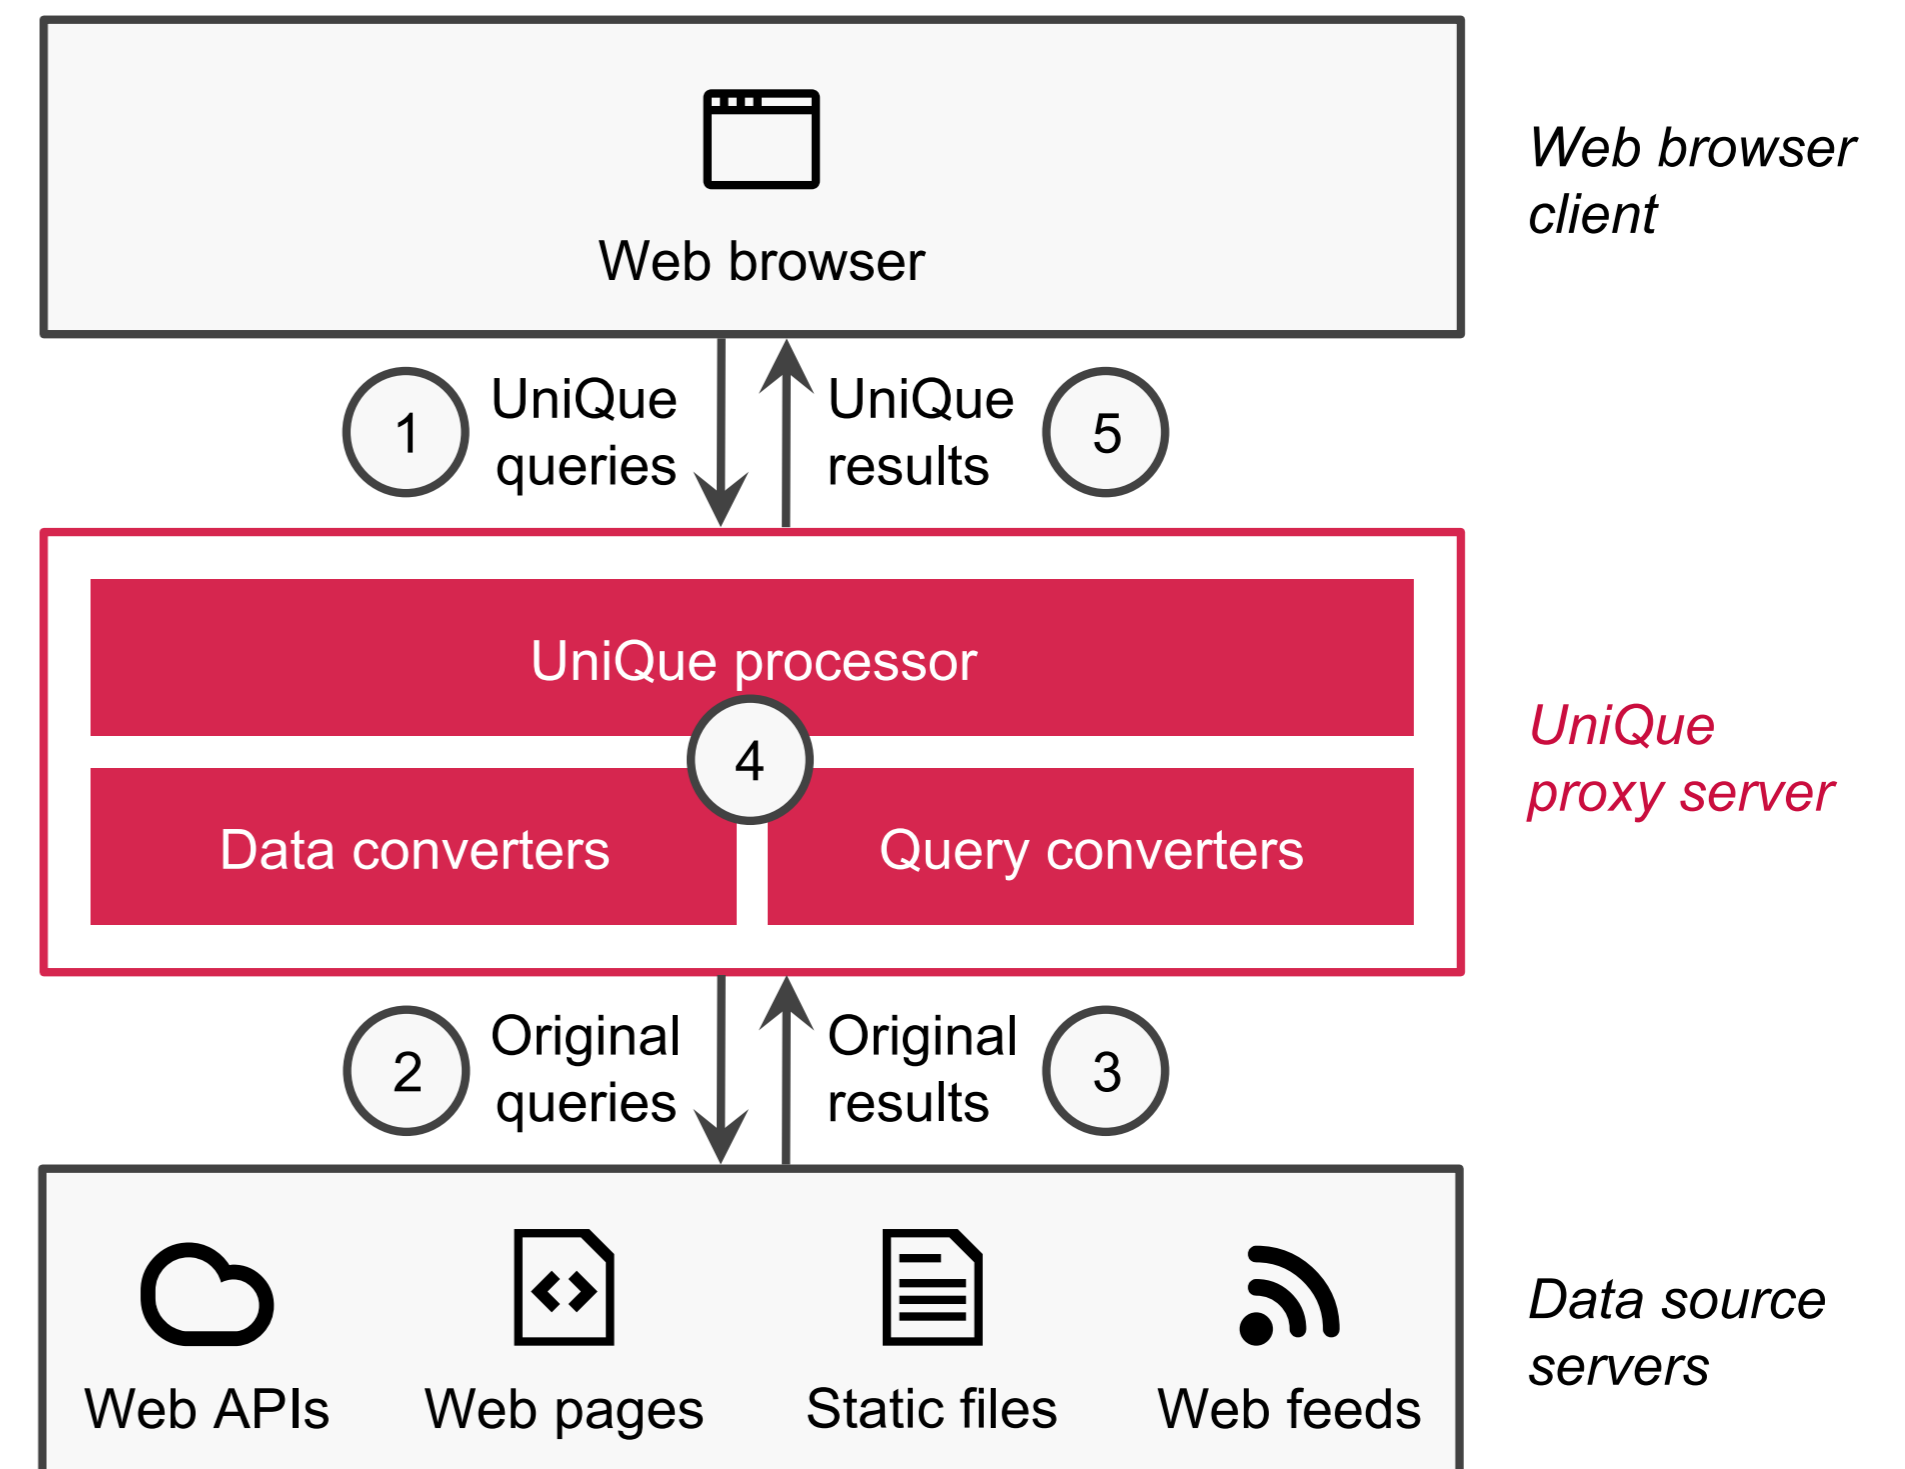 Web browser
Web browser
client
1
UniQue
queries
UniQue
results
5
UniQue processor
4
Data converters
Query converters
UniQue
proxy server
2
Original
queries
Original
results
3
Web APIs
Web pages
Static files
Web feeds
Data source
servers